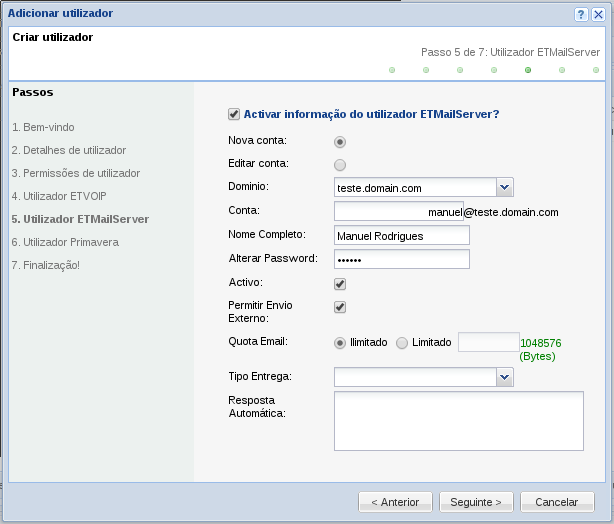 Adicionar utilizador
Criar utilizador
Passo 5 de 7: Utilizador ETMailServer
Passos
1. Bem-vindo
2. Detalhes de utilizador
3. Permissões de utilizador
4. Utilizador ETVOIP
5. Utilizador ETMailServer
6. Utilizador Primavera
7. Finalização!
Activar informação do utilizador ETMailServer?
Nova conta:
Editar conta:
Dominio: teste.domain.com
Conta: manuel@teste.domain.com
Nome Completo: Manuel Rodrigues
Alterar Password: ••••••
Activo:
Permitir Envio
Externo:
Quota Email: Ilimitado Limitado 1048576
(Bytes)
Tipo Entrega:
Resposta
Automática:
< Anterior Seguinte > Cancelar